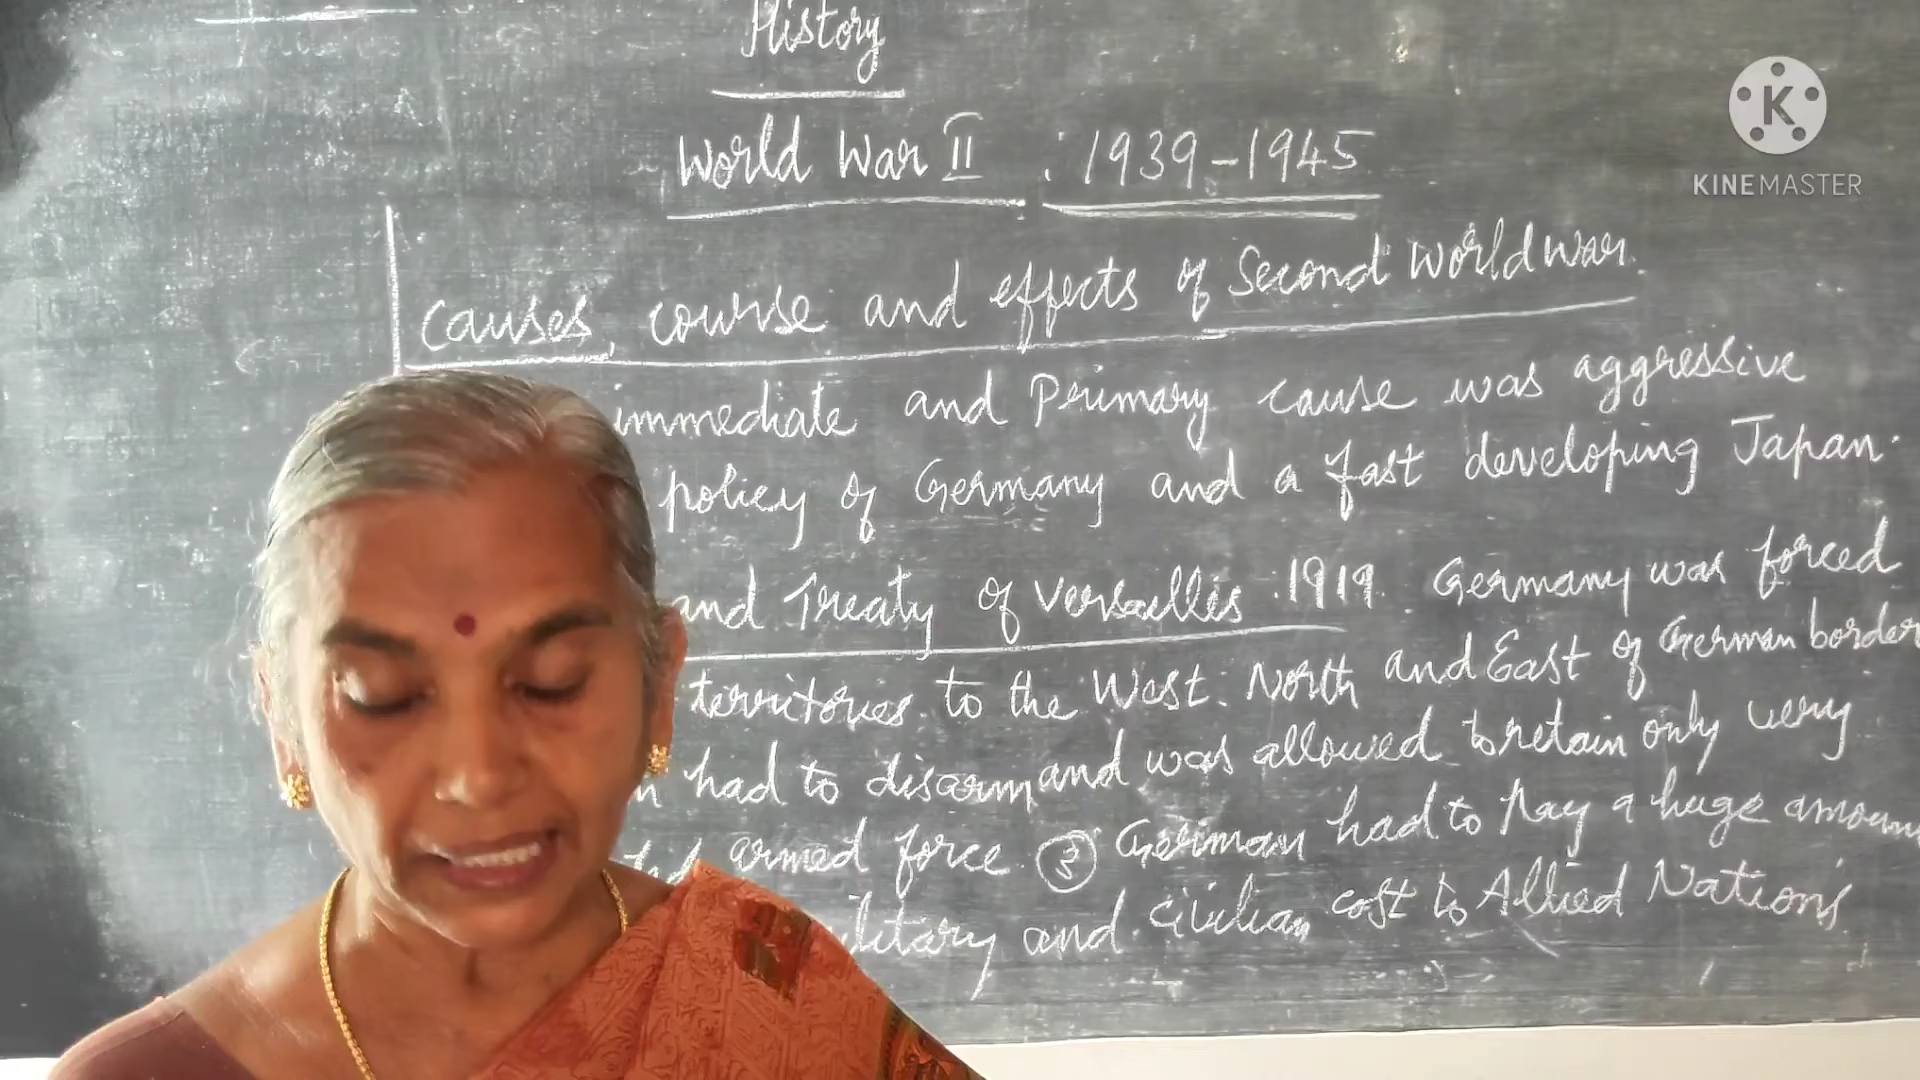 History
World War II : 1939-1945
K
KINEMASTER
causes, course and effects of Second World War.
immediate and Primary cause was aggressive
policy of Germany and a fast developing Japan.
and Treaty of Versaellis : 1919. Germany was forced
territories to the West. North and East of German border
had to disarm and was allowed to retain only very
armed force. ③ German had to Pay a huge amoun
and civilian cost to Allied Nations